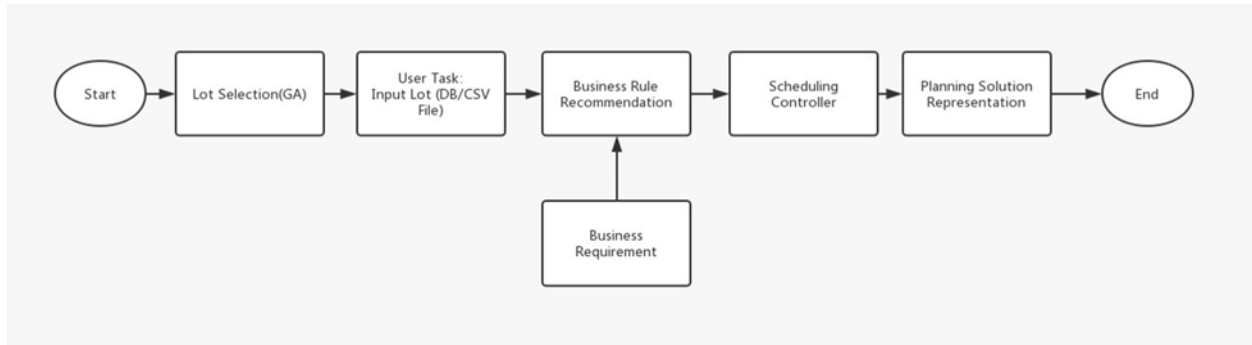 Start
Lot Selection(GA)
User Task:
Input Lot (DB/CSV
File)
Business Rule
Recommendation
Scheduling
Controller
Planning Solution
Representation
End
Business
Requirement